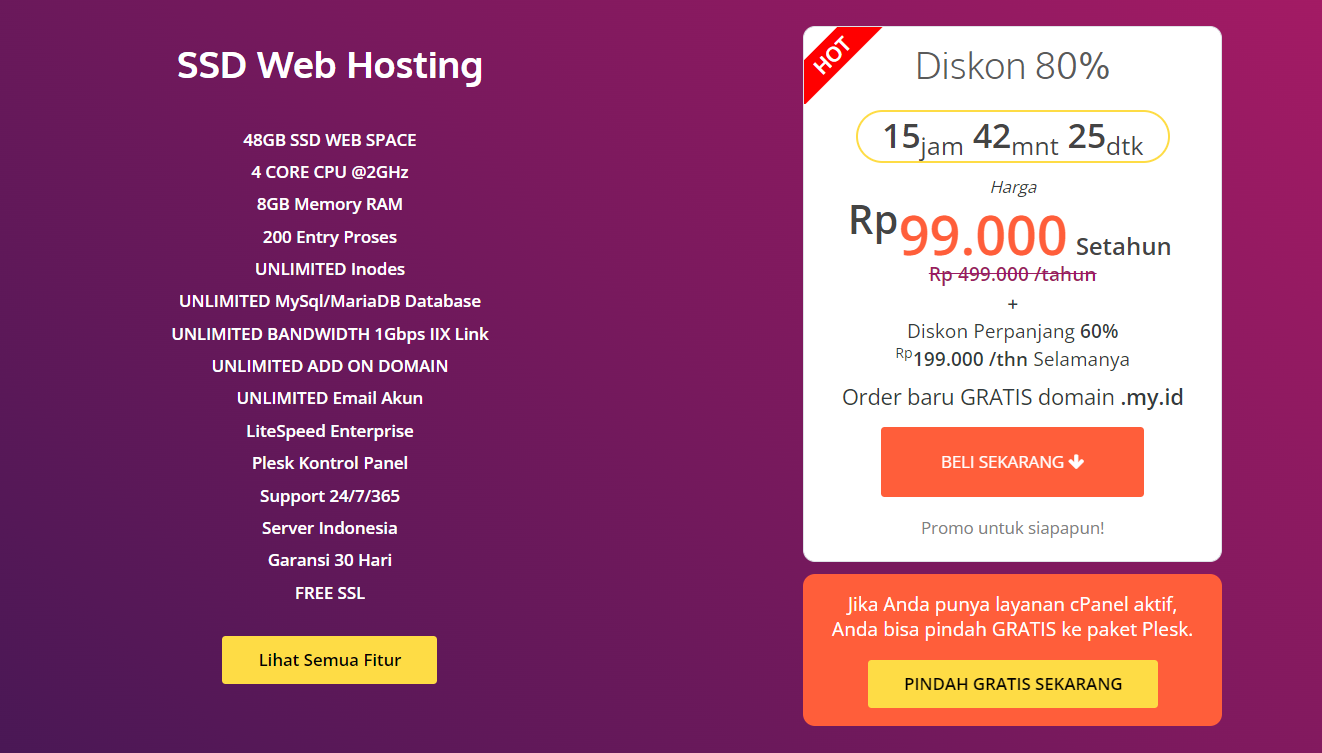 SSD Web Hosting
48GB SSD WEB SPACE
4 CORE CPU @2GHz
8GB Memory RAM
200 Entry Proses
UNLIMITED Inodes
UNLIMITED MySql/MariaDB Database
UNLIMITED BANDWIDTH 1Gbps IIX Link
UNLIMITED ADD ON DOMAIN
UNLIMITED Email Akun
LiteSpeed Enterprise
Plesk Kontrol Panel
Support 24/7/365
Server Indonesia
Garansi 30 Hari
FREE SSL
Lihat Semua Fitur
HOT
Diskon 80%
15jam 42mnt 25dtk
Harga
Rp99.000 Setahun
Rp 499.000 /tahun
+
Diskon Perpanjang 60%
Rp199.000 /thn Selamanya
Order baru GRATIS domain .my.id
BELI SEKARANG
Promo untuk siapapun!
Jika Anda punya layanan cPanel aktif,
Anda bisa pindah GRATIS ke paket Plesk.
PINDAH GRATIS SEKARANG